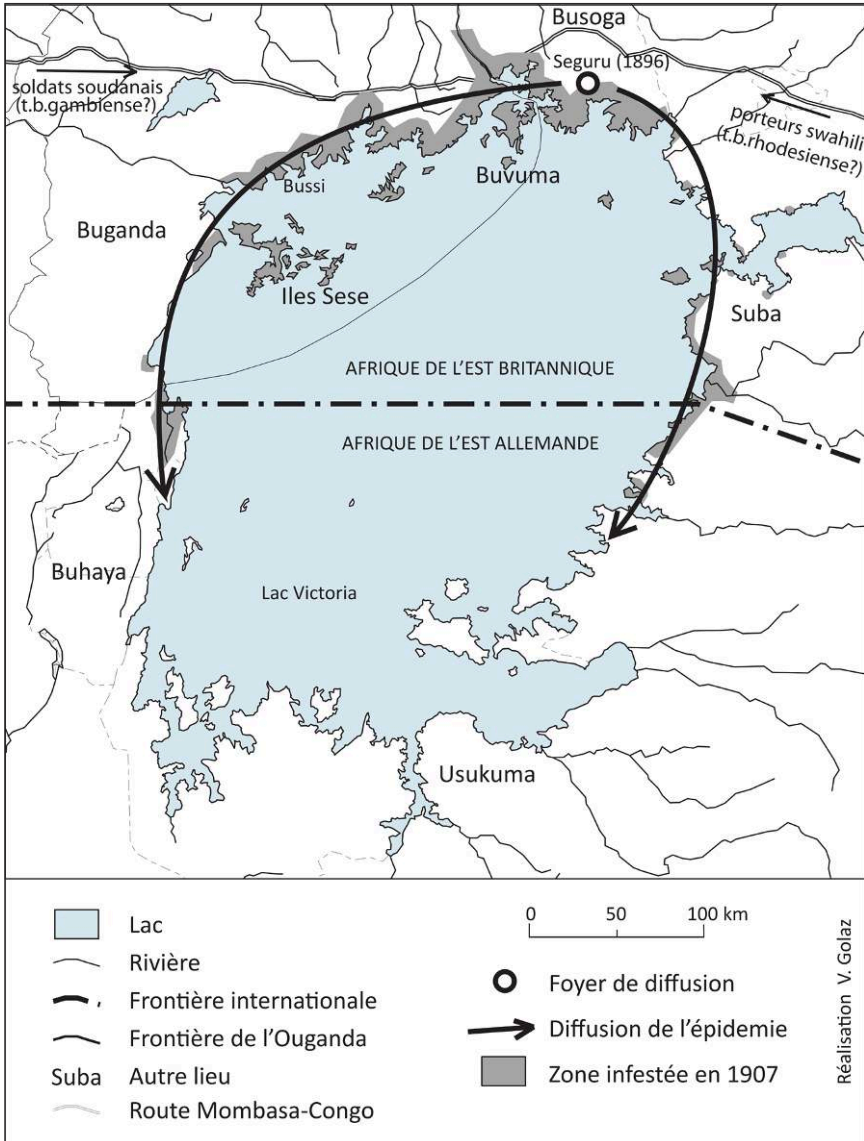 Busoga
Seguru (1896)
soldats soudanais
(t.b.gambiense?)
porteurs swahili
(t.b.rhodesiense?)
Bussi
Buvuma
Buganda
Iles Sese
Suba
AFRIQUE DE L'EST BRITANNIQUE
AFRIQUE DE L'EST ALLEMANDE
Buhaya
Lac Victoria
Usukuma
Lac
Rivière
Frontière internationale
Frontière de l'Ouganda
Suba Autre lieu
Route Mombasa-Congo
0 50 100 km
Foyer de diffusion
Diffusion de l'épidemie
Zone infestée en 1907
Réalisation V. Golaz